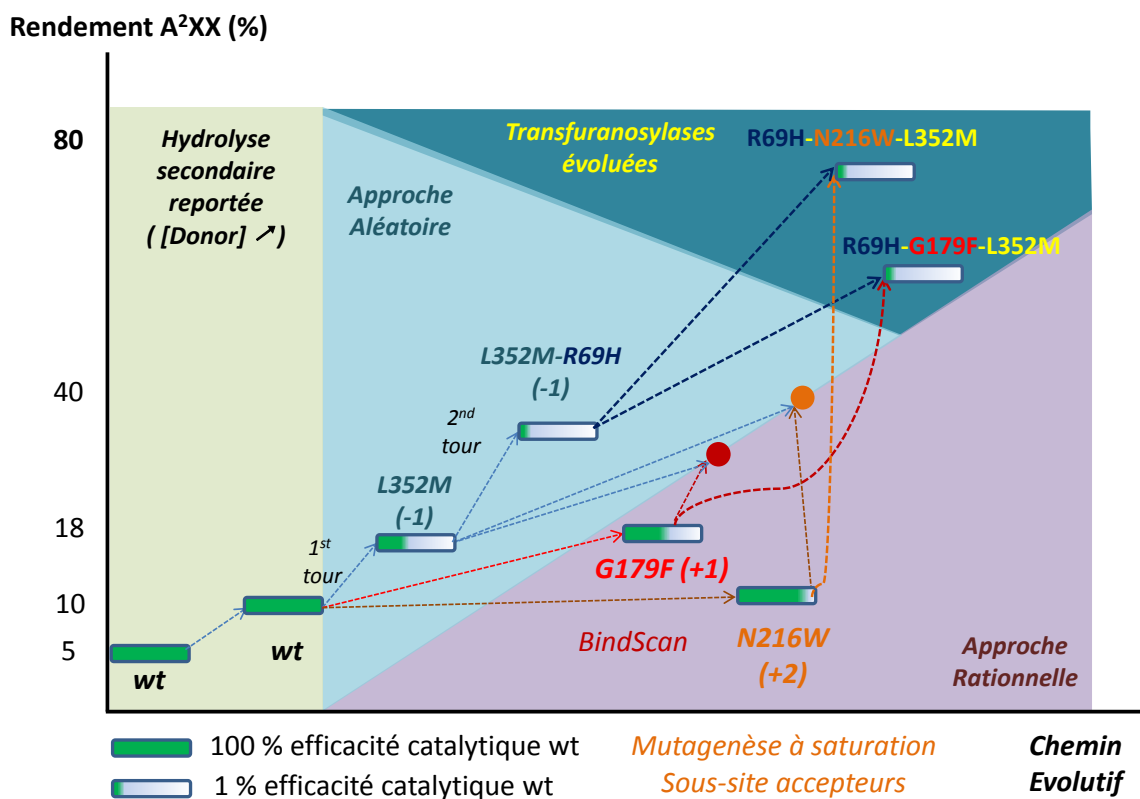 Rendement A²XX (%)
80
40
18
10
5
Hydrolyse
secondaire
reportée
( [Donor] ↗ )
Approche
Aléatoire
Transfuranosylases
évoluées
R69H-N216W-L352M
R69H-G179F-L352M
L352M-R69H
(-1)
2nd
tour
L352M
(-1)
1st
tour
wt
wt
G179F (+1)
BindScan
N216W
(+2)
Approche
Rationnelle
100 % efficacité catalytique wt
1 % efficacité catalytique wt
Mutagenèse à saturation
Sous-site accepteurs
Chemin
Evolutif